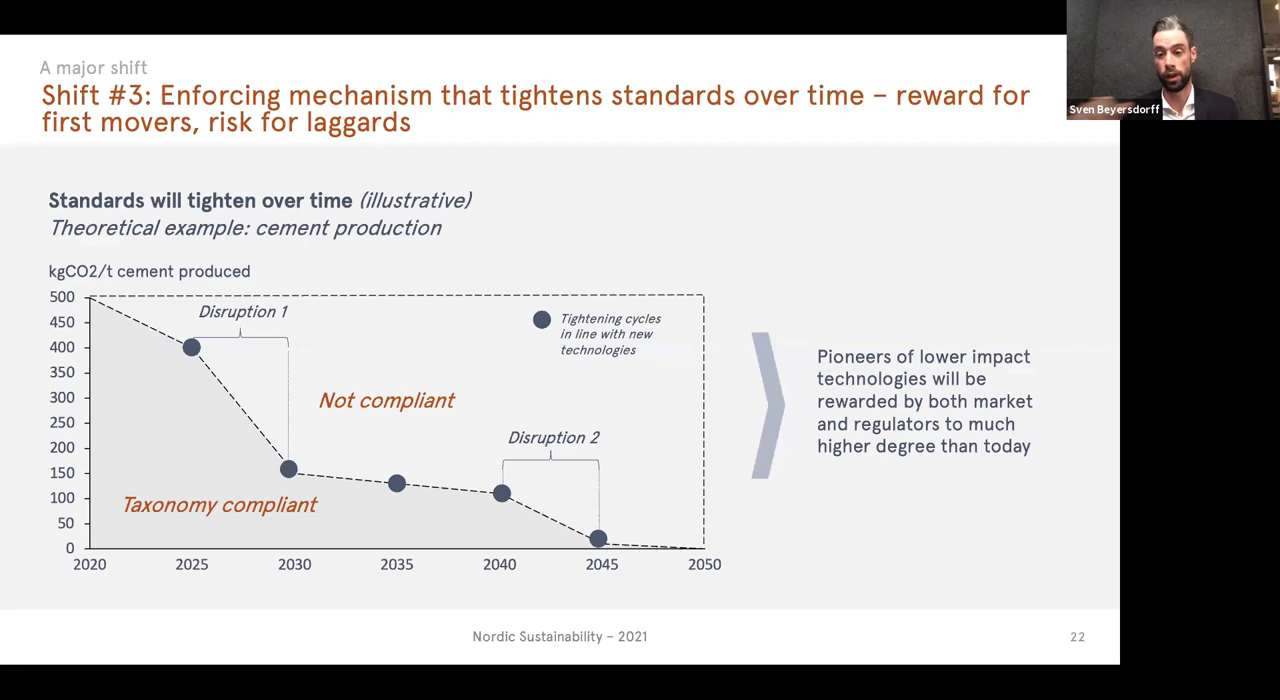 A major shift
Shift #3: Enforcing mechanism that tightens standards over time – reward for
first movers, risk for laggards
Sven Beyersdorff
Standards will tighten over time (illustrative)
Theoretical example: cement production
kgCO2/t cement produced
500
450
400
350
300
250
200
150
100
50
0
Disruption 1
Tightening cycles
in line with new
technologies
Not compliant
Disruption 2
Taxonomy compliant
2020 2025 2030 2035 2040 2045 2050
Pioneers of lower impact
technologies will be
rewarded by both market
and regulators to much
higher degree than today
Nordic Sustainability – 2021
22